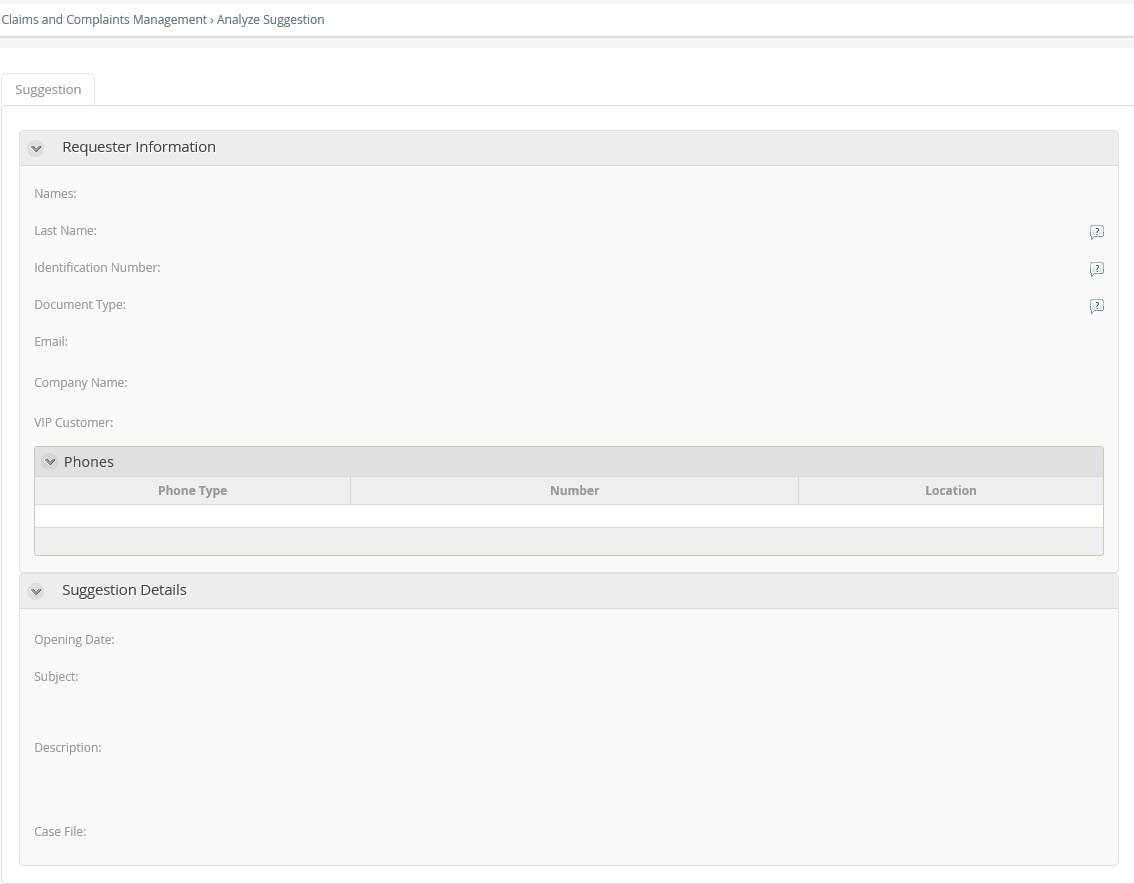 Claims and Complaints Management › Analyze Suggestion
Suggestion
Requester Information
Names:
Last Name:
?
Identification Number:
?
Document Type:
?
Email:
Company Name:
VIP Customer:
Phones
Phone Type Number Location
Suggestion Details
Opening Date:
Subject:
Description:
Case File: